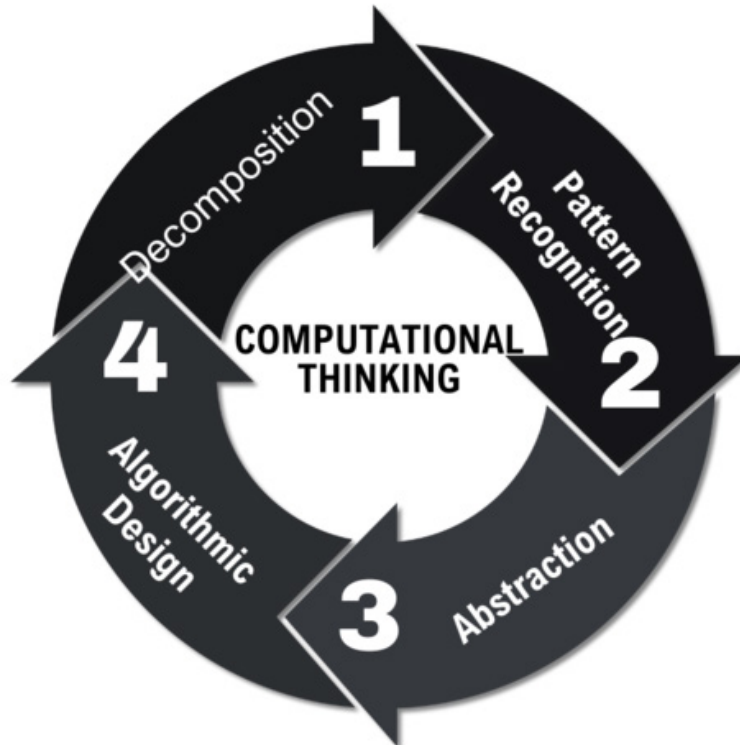 COMPUTATIONAL
THINKING
1
Decomposition
2
Pattern
Recognition
3
Abstraction
4
Algorithmic
Design